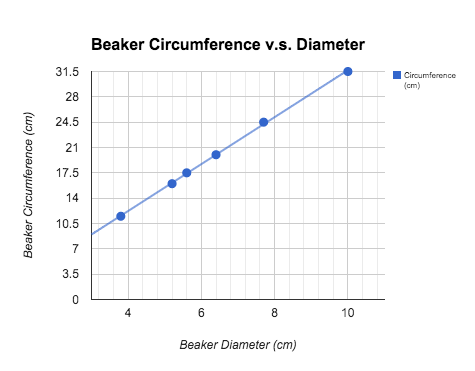 Beaker Circumference v.s. Diameter
31.5
28
24.5
21
17.5
14
10.5
7
3.5
0
Beaker Circumference (cm)
4 6 8 10
Beaker Diameter (cm)
Circumference
(cm)